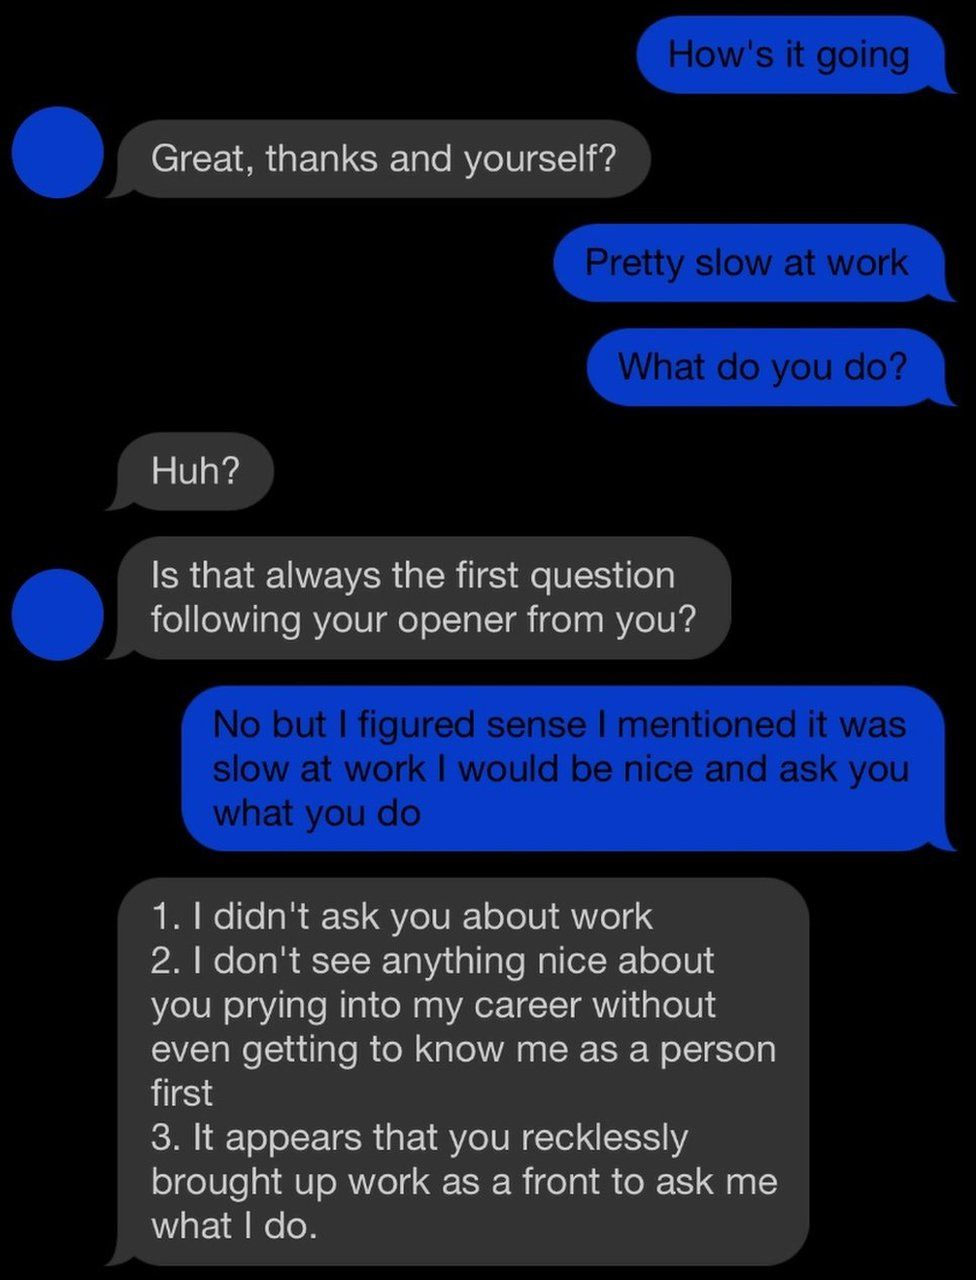 How's it going
Great, thanks and yourself?
Pretty slow at work
What do you do?
Huh?
Is that always the first question
following your opener from you?
No but I figured sense I mentioned it was
slow at work I would be nice and ask you
what you do
1. I didn't ask you about work
2. I don't see anything nice about
you prying into my career without
even getting to know me as a person
first
3. It appears that you recklessly
brought up work as a front to ask me
what I do.